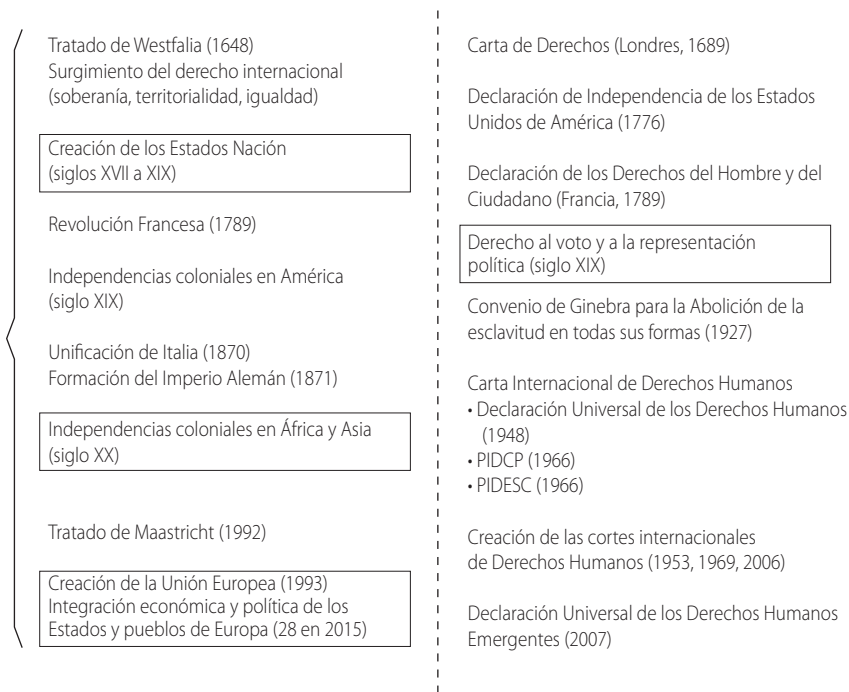 Tratado de Westfalia (1648)
Surgimiento del derecho internacional
(soberanía, territorialidad, igualdad)
Creación de los Estados Nación
(siglos XVII a XIX)
Revolución Francesa (1789)
Independencias coloniales en América
(siglo XIX)
Unificación de Italia (1870)
Formación del Imperio Alemán (1871)
Independencias coloniales en África y Asia
(siglo XX)
Tratado de Maastricht (1992)
Creación de la Unión Europea (1993)
Integración económica y política de los
Estados y pueblos de Europa (28 en 2015)
Carta de Derechos (Londres, 1689)
Declaración de Independencia de los Estados
Unidos de América (1776)
Declaración de los Derechos del Hombre y del
Ciudadano (Francia, 1789)
Derecho al voto y a la representación
política (siglo XIX)
Convenio de Ginebra para la Abolición de la
esclavitud en todas sus formas (1927)
Carta Internacional de Derechos Humanos
• Declaración Universal de los Derechos Humanos
(1948)
• PIDCP (1966)
• PIDESC (1966)
Creación de las cortes internacionales
de Derechos Humanos (1953, 1969, 2006)
Declaración Universal de los Derechos Humanos
Emergentes (2007)